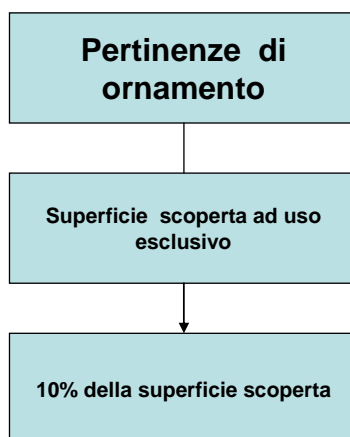 Pertinenze di
ornamento
Superficie scoperta ad uso
esclusivo
10% della superficie scoperta